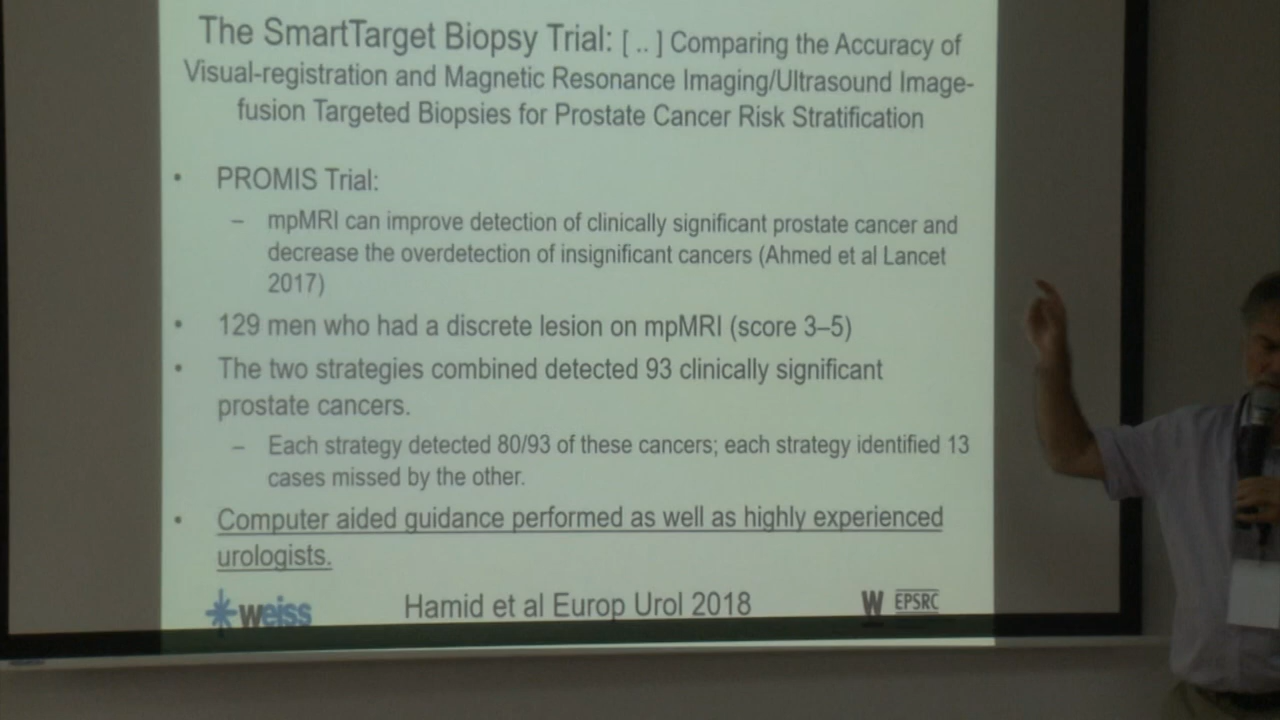 The SmartTarget Biopsy Trial: [ .. ] Comparing the Accuracy of
Visual-registration and Magnetic Resonance Imaging/Ultrasound Image-
fusion Targeted Biopsies for Prostate Cancer Risk Stratification
• PROMIS Trial:
– mpMRI can improve detection of clinically significant prostate cancer and
decrease the overdetection of insignificant cancers (Ahmed et al Lancet
2017)
• 129 men who had a discrete lesion on mpMRI (score 3–5)
• The two strategies combined detected 93 clinically significant
prostate cancers.
– Each strategy detected 80/93 of these cancers; each strategy identified 13
cases missed by the other.
• Computer aided guidance performed as well as highly experienced
urologists.
weiss Hamid et al Europ Urol 2018 W EPSRC